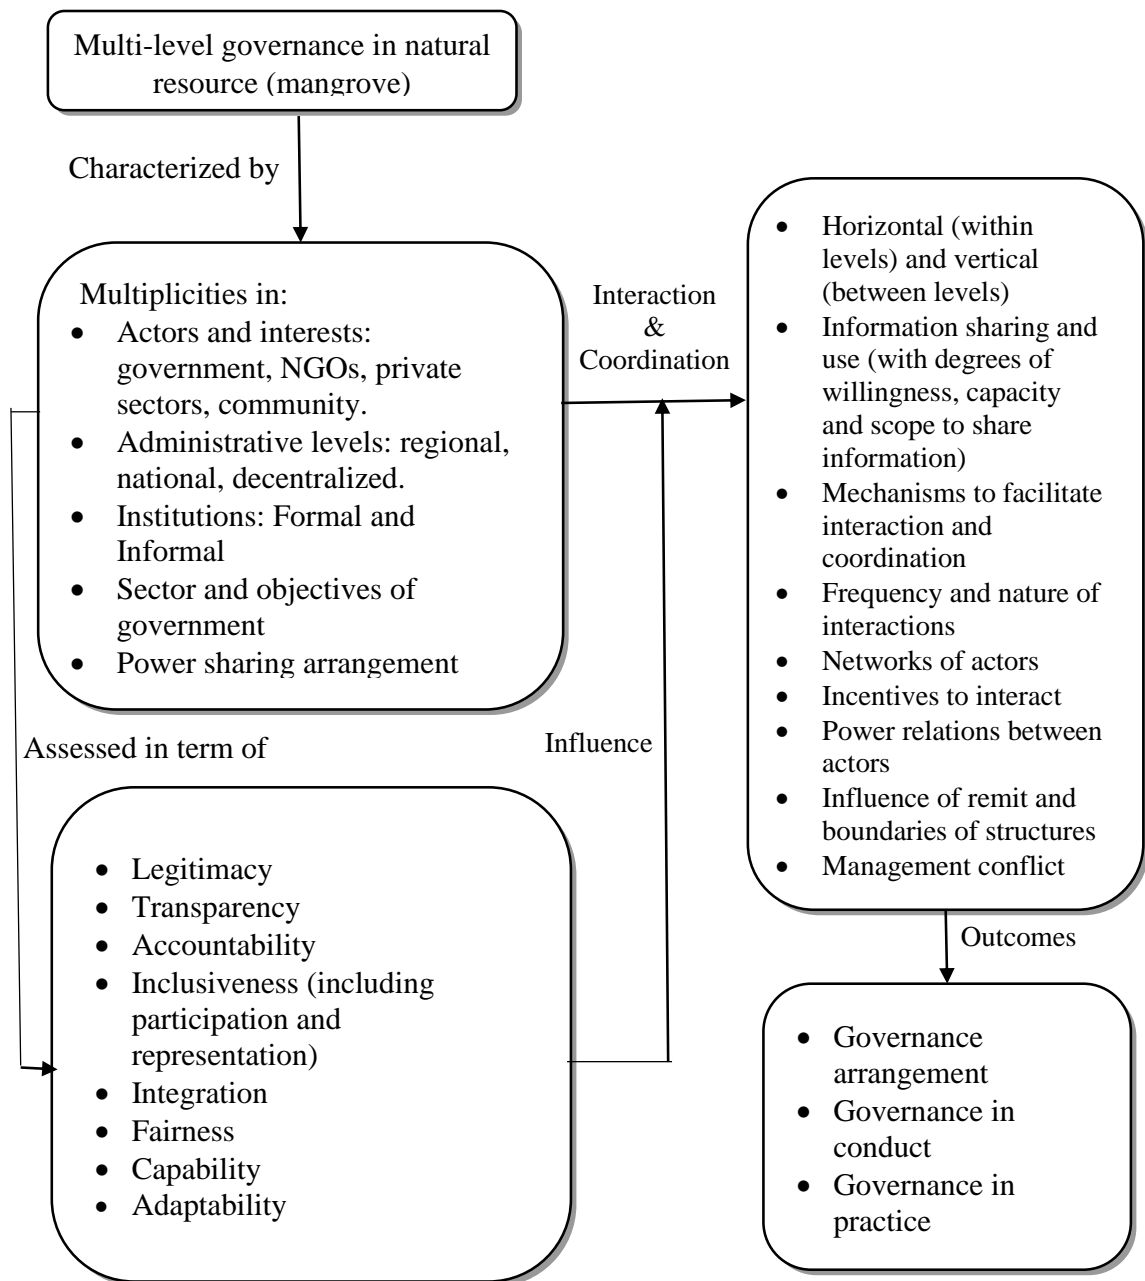 Multi-level governance in natural
resource (mangrove)
Characterized by
Multiplicities in:
• Actors and interests:
government, NGOs, private
sectors, community.
• Administrative levels: regional,
national, decentralized.
• Institutions: Formal and
Informal
• Sector and objectives of
government
• Power sharing arrangement
Interaction
&
Coordination
• Horizontal (within
levels) and vertical
(between levels)
• Information sharing and
use (with degrees of
willingness, capacity
and scope to share
information)
• Mechanisms to facilitate
interaction and
coordination
• Frequency and nature of
interactions
• Networks of actors
• Incentives to interact
• Power relations between
actors
• Influence of remit and
boundaries of structures
• Management conflict
Assessed in term of
Influence
• Legitimacy
• Transparency
• Accountability
• Inclusiveness (including
participation and
representation)
• Integration
• Fairness
• Capability
• Adaptability
Outcomes
• Governance
arrangement
• Governance in
conduct
• Governance in
practice